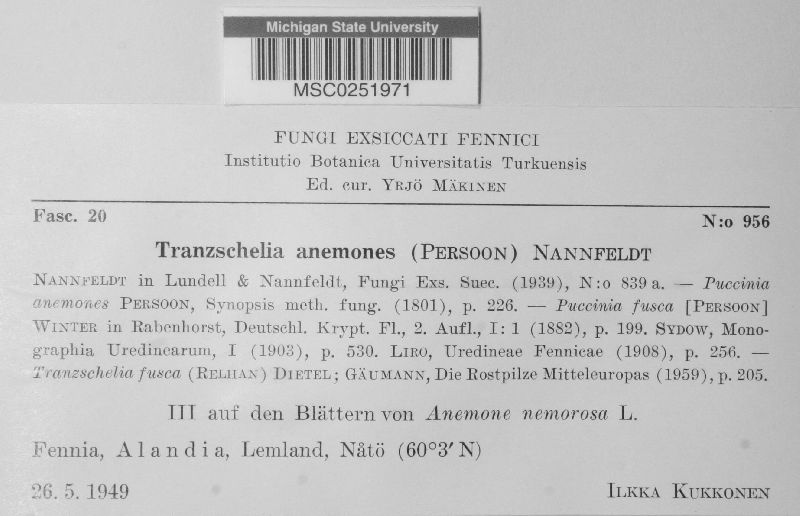 Michigan State University
MSC0251971
FUNGI EXSICCATI FENNICI
Institutio Botanica Universitatis Turkuensis
Ed. cur. YRJÖ MÄKINEN
Fasc. 20 N:o 956
Tranzschelia anemones (PERSOON) NANNFELDT
NANNFELDT in Lundell & Nannfeldt, Fungi Exs. Suec. (1939), N:o 839 a. — Puccinia
anemones PERSOON, Synopsis meth. fung. (1801), p. 226. — Puccinia fusca [PERSOON]
WINTER in Rabenhorst, Deutschl. Krypt. Fl., 2. Aufl., I: 1 (1882), p. 199. SYDOW, Mono-
graphia Uredinearum, I (1903), p. 530. LIRO, Uredineae Fennicae (1908), p. 256. —
Tranzschelia fusca (RELHAN) DIETEL; GÄUMANN, Die Rostpilze Mitteleuropas (1959), p. 205.
III auf den Blättern von Anemone nemorosa L.
Fennia, Alandia, Lemland, Nåtö (60°3′ N)
26. 5. 1949 ILKKA KUKKONEN